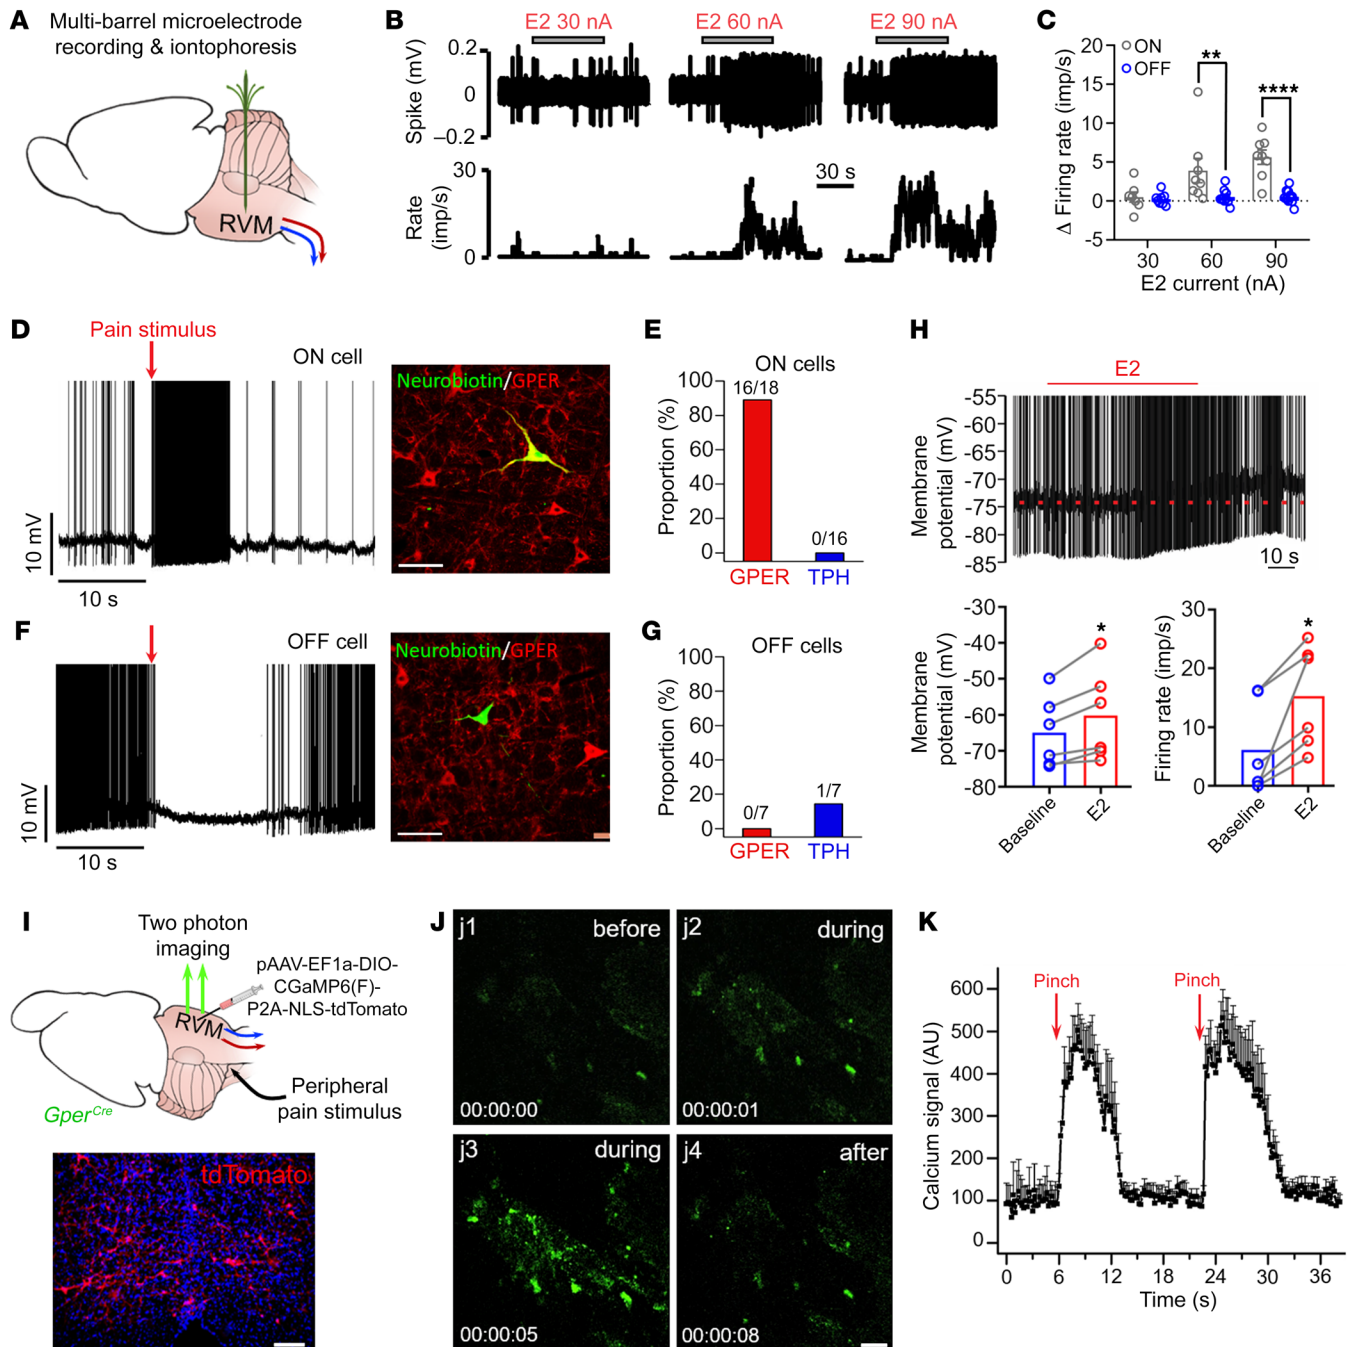 A
Multi-barrel microelectrode
recording & iontophoresis
RVM
B
E2 30 nA
E2 60 nA
E2 90 nA
Spike (mV)
0.2
0
–0.2
Rate
(imp/s)
30
0
30 s
C
ON
OFF
**
****
Δ Firing rate (imp/s)
20
15
10
5
0
-5
30
60
90
E2 current (nA)
D
Pain stimulus
ON cell
10 mV
10 s
Neurobiotin/GPER
E
ON cells
Proportion (%)
100
80
60
40
20
0
16/18
0/16
GPER
TPH
F
OFF cell
10 mV
10 s
Neurobiotin/GPER
G
OFF cells
Proportion (%)
100
80
60
40
20
0
0/7
1/7
GPER
TPH
H
E2
Membrane
potential (mV)
-55
-60
-65
-70
-75
-80
-85
10 s
Membrane
potential (mV)
-30
-40
-50
-60
-70
-80
*
Baseline
E2
Firing rate (imp/s)
30
20
10
0
*
Baseline
E2
I
Two photon
imaging
pAAV-EF1a-DIO-
CGaMP6(F)-
P2A-NLS-tdTomato
RVM
Peripheral
pain stimulus
Gper^Cre
tdTomato
J
j1
before
00:00:00
j2
during
00:00:01
j3
during
00:00:05
j4
after
00:00:08
K
Pinch
Pinch
Calcium signal (AU)
600
500
400
300
200
100
0
0
6
12
18
24
30
36
Time (s)